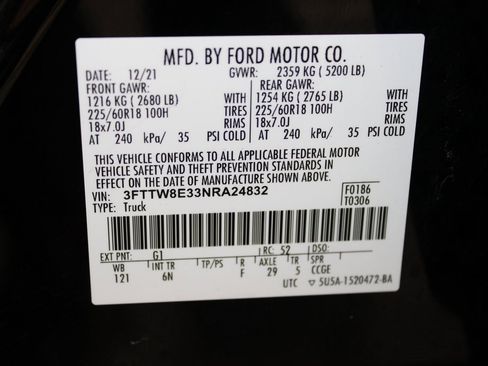 MFD. BY FORD MOTOR CO.
DATE: 12/21 GVWR: 2359 KG ( 5200 LB)
FRONT GAWR: REAR GAWR:
1216 KG ( 2680 LB) WITH 1254 KG ( 2765 LB) WITH
225/60R18 100H TIRES 225/60R18 100H TIRES
18x7.0J RIMS 18x7.0J RIMS
AT 240 kPa/ 35 PSI COLD AT 240 kPa/ 35 PSI COLD
THIS VEHICLE CONFORMS TO ALL APPLICABLE FEDERAL MOTOR
VEHICLE SAFETY AND THEFT PREVENTION STANDARDS IN
EFFECT ON THE DATE OF MANUFACTURE SHOWN ABOVE.
VIN: 3FTTW8E33NRA24832 F0186
TYPE: Truck T0306
EXT PNT: G1 RC: 52 DSO:
WB INT TR TP/PS R AXLE TR SPR
121 6N F 29 5 CCGE
UTC ▽ 5U5A-1520472-BA